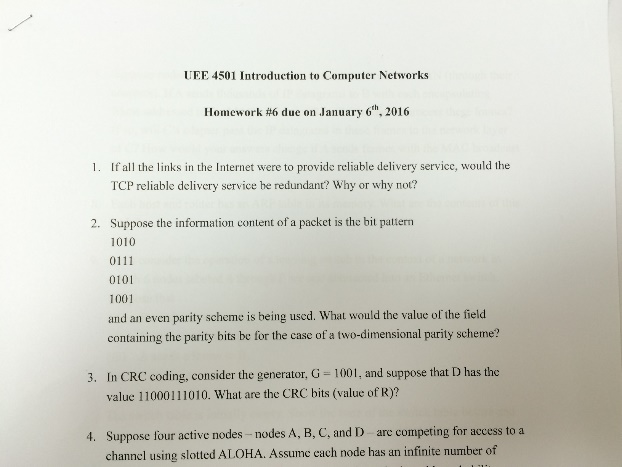 UEE 4501 Introduction to Computer Networks
Homework #6 due on January 6th, 2016
1. If all the links in the Internet were to provide reliable delivery service, would the
TCP reliable delivery service be redundant? Why or why not?
2. Suppose the information content of a packet is the bit pattern
1010
0111
0101
1001
and an even parity scheme is being used. What would the value of the field
containing the parity bits be for the case of a two-dimensional parity scheme?
3. In CRC coding, consider the generator, G = 1001, and suppose that D has the
value 11000111010. What are the CRC bits (value of R)?
4. Suppose four active nodes – nodes A, B, C, and D – are competing for access to a
channel using slotted ALOHA. Assume each node has an infinite number of